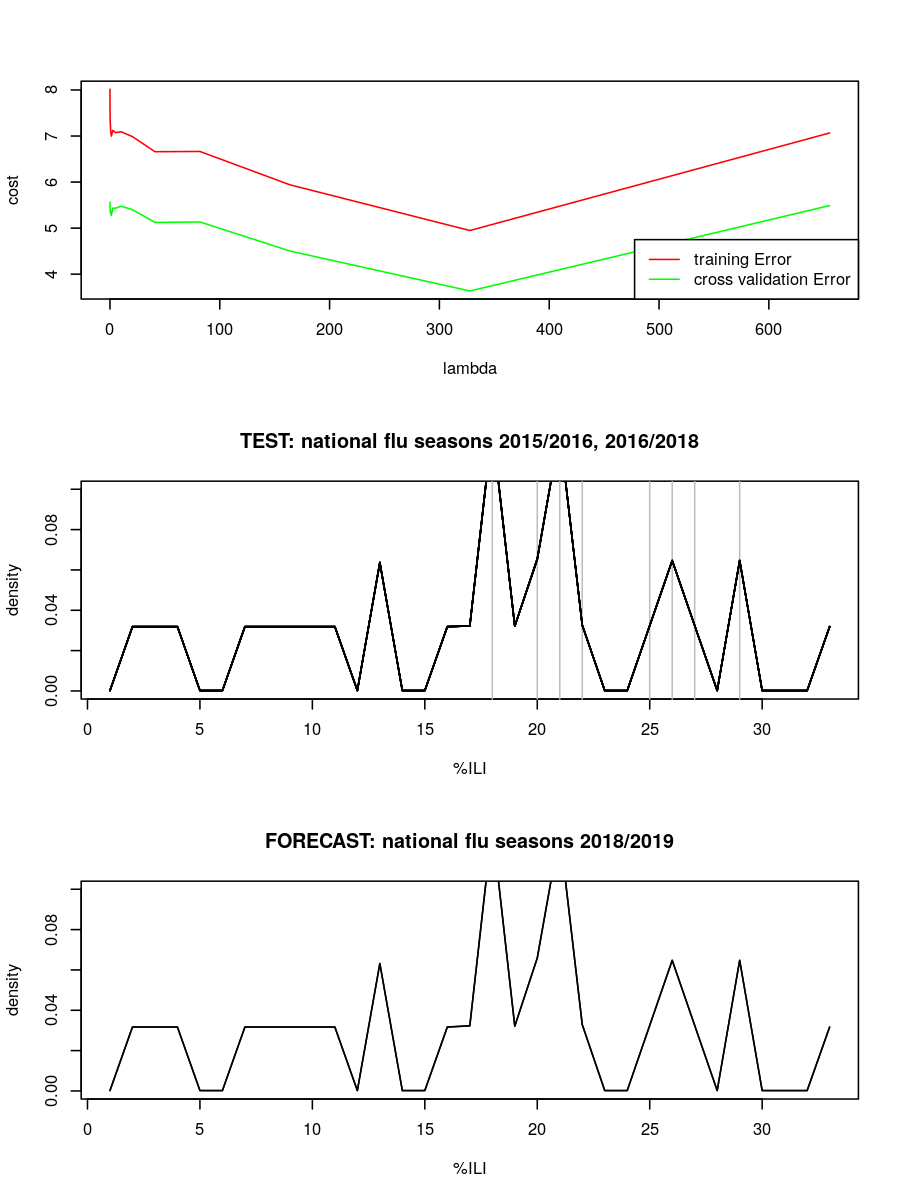 8
7
6
5
4
cost
training Error
cross validation Error
0 100 200 300 400 500 600
lambda
TEST: national flu seasons 2015/2016, 2016/2018
0.08
0.04
0.00
density
0 5 10 15 20 25 30
%ILI
FORECAST: national flu seasons 2018/2019
0.08
0.04
0.00
density
0 5 10 15 20 25 30
%ILI